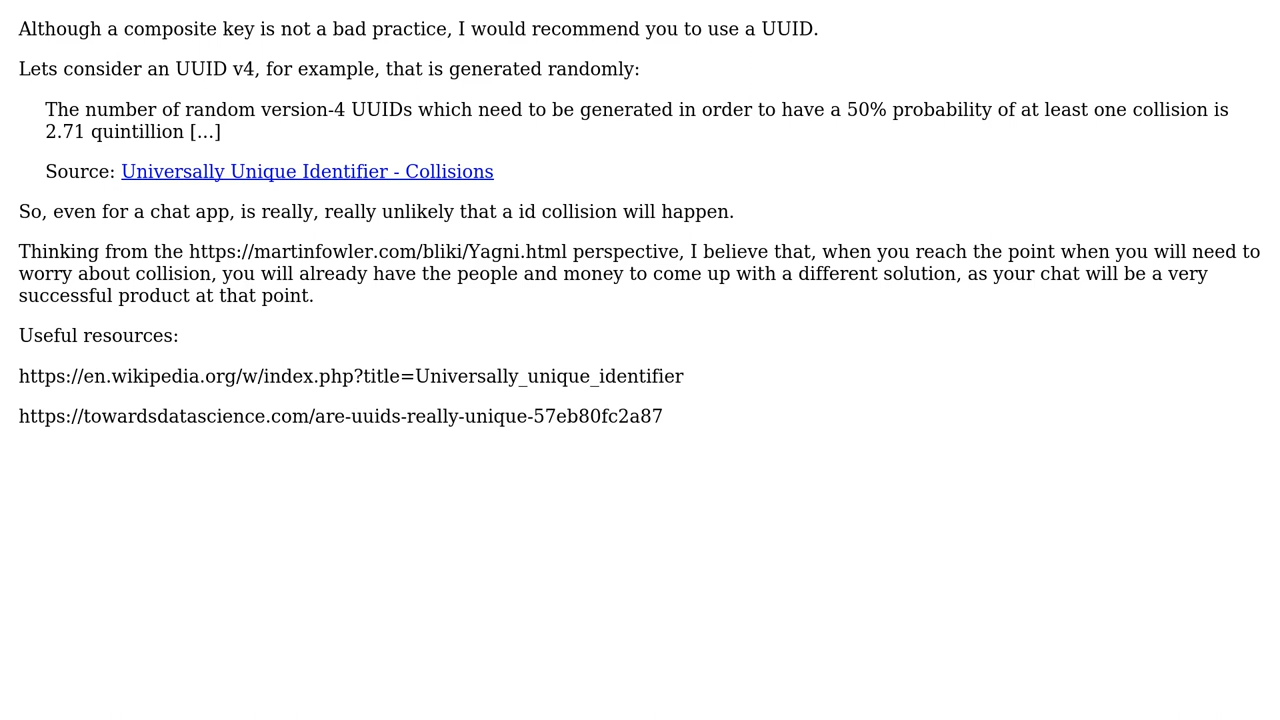 Although a composite key is not a bad practice, I would recommend you to use a UUID.
Lets consider an UUID v4, for example, that is generated randomly:
The number of random version-4 UUIDs which need to be generated in order to have a 50% probability of at least one collision is
2.71 quintillion [...]
Source: Universally Unique Identifier - Collisions
So, even for a chat app, is really, really unlikely that a id collision will happen.
Thinking from the https://martinfowler.com/bliki/Yagni.html perspective, I believe that, when you reach the point when you will need to
worry about collision, you will already have the people and money to come up with a different solution, as your chat will be a very
successful product at that point.
Useful resources:
https://en.wikipedia.org/w/index.php?title=Universally_unique_identifier
https://towardsdatascience.com/are-uuids-really-unique-57eb80fc2a87